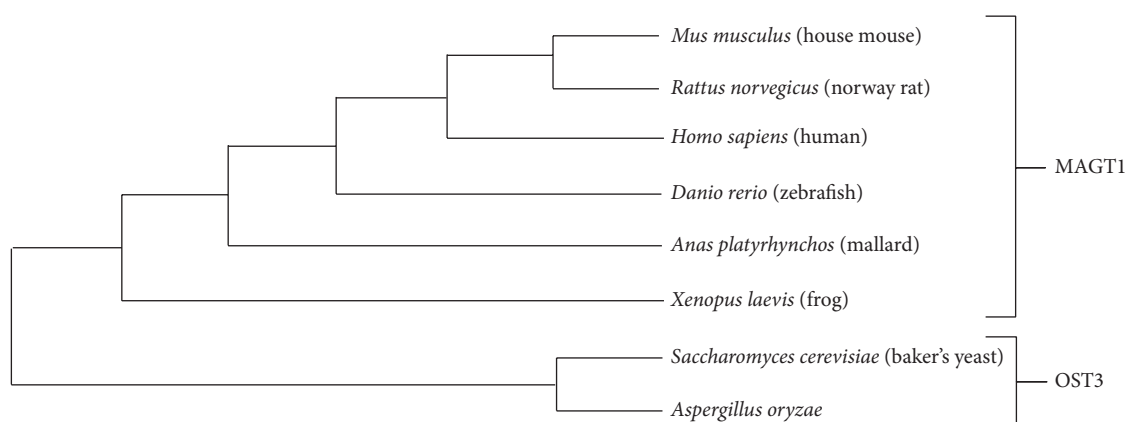 Mus musculus (house mouse)
Rattus norvegicus (norway rat)
Homo sapiens (human)
MAGT1
Danio rerio (zebrafish)
Anas platyrhynchos (mallard)
Xenopus laevis (frog)
Saccharomyces cerevisiae (baker's yeast)
OST3
Aspergillus oryzae